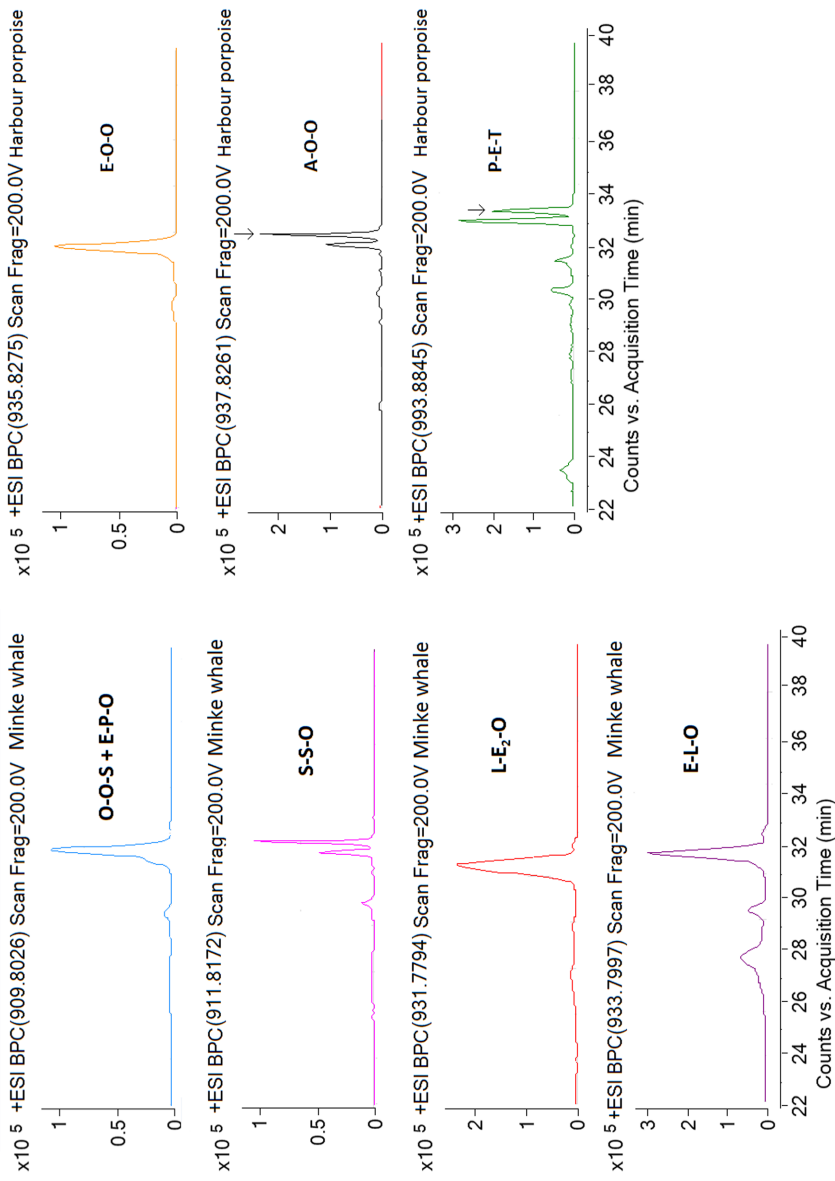 x10 5 +ESI BPC(909.8026) Scan Frag=200.0V Minke whale
1
0.5
0
O-O-S + E-P-O
x10 5 +ESI BPC(911.8172) Scan Frag=200.0V Minke whale
1
0.5
0
S-S-O
x10 5 +ESI BPC(931.7794) Scan Frag=200.0V Minke whale
2
1
0
L-E2-O
x10 5 +ESI BPC(933.7997) Scan Frag=200.0V Minke whale
3
2
1
0
E-L-O
22 24 26 28 30 32 34 36 38 40
Counts vs. Acquisition Time (min)
x10 5 +ESI BPC(935.8275) Scan Frag=200.0V Harbour porpoise
1
0.5
0
E-O-O
x10 5 +ESI BPC(937.8261) Scan Frag=200.0V Harbour porpoise
2
1
0
A-O-O
x10 5 +ESI BPC(993.8845) Scan Frag=200.0V Harbour porpoise
3
2
1
0
P-E-T
22 24 26 28 30 32 34 36 38 40
Counts vs. Acquisition Time (min)